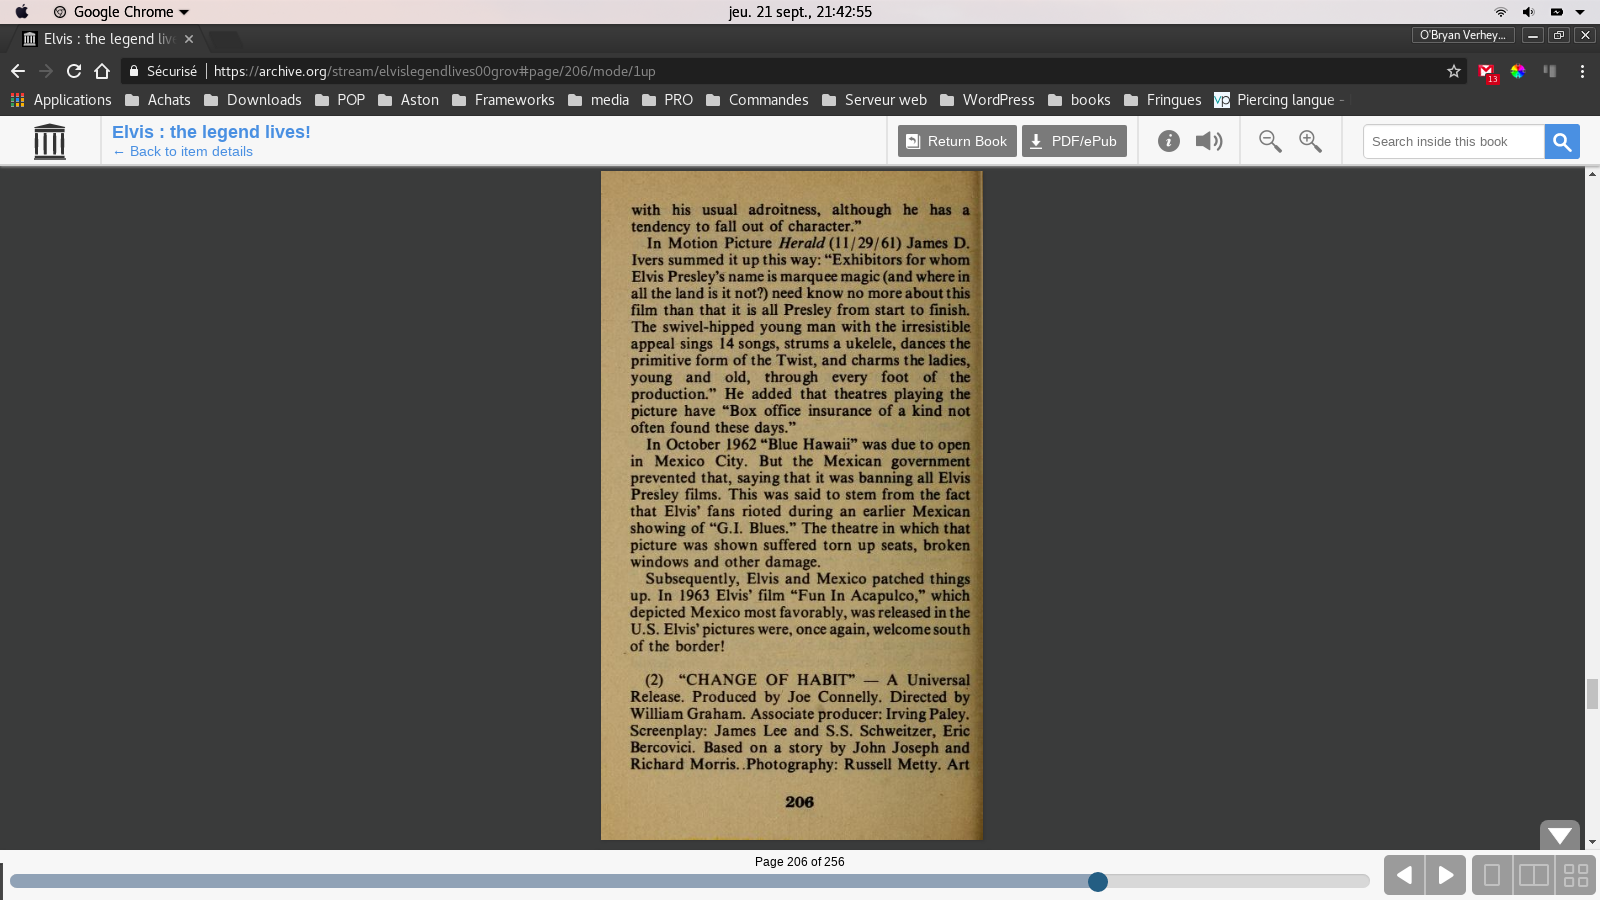 Google Chrome
jeu. 21 sept., 21:42:55
Elvis : the legend live
O'Bryan Verhey...
Sécurisé
https://archive.org/stream/elvislegendlives00grov#page/206/mode/1up
13
Applications Achats Downloads POP Aston Frameworks media PRO Commandes Serveur web WordPress books Fringues vp Piercing langue -
Elvis : the legend lives!
← Back to item details
Return Book
PDF/ePub
Search inside this book
with his usual adroitness, although he has a
tendency to fall out of character.”
In Motion Picture Herald (11/29/61) James D.
Ivers summed it up this way: “Exhibitors for whom
Elvis Presley’s name is marquee magic (and where in
all the land is it not?) need know no more about this
film than that it is all Presley from start to finish.
The swivel-hipped young man with the irresistible
appeal sings 14 songs, strums a ukelele, dances the
primitive form of the Twist, and charms the ladies,
young and old, through every foot of the
production.” He added that theatres playing the
picture have “Box office insurance of a kind not
often found these days.”
In October 1962 “Blue Hawaii” was due to open
in Mexico City. But the Mexican government
prevented that, saying that it was banning all Elvis
Presley films. This was said to stem from the fact
that Elvis’ fans rioted during an earlier Mexican
showing of “G.I. Blues.” The theatre in which that
picture was shown suffered torn up seats, broken
windows and other damage.
Subsequently, Elvis and Mexico patched things
up. In 1963 Elvis’ film “Fun In Acapulco,” which
depicted Mexico most favorably, was released in the
U.S. Elvis’ pictures were, once again, welcome south
of the border!
(2) “CHANGE OF HABIT” — A Universal
Release. Produced by Joe Connelly. Directed by
William Graham. Associate producer: Irving Paley.
Screenplay: James Lee and S.S. Schweitzer, Eric
Bercovici. Based on a story by John Joseph and
Richard Morris. .Photography: Russell Metty. Art
206
Page 206 of 256